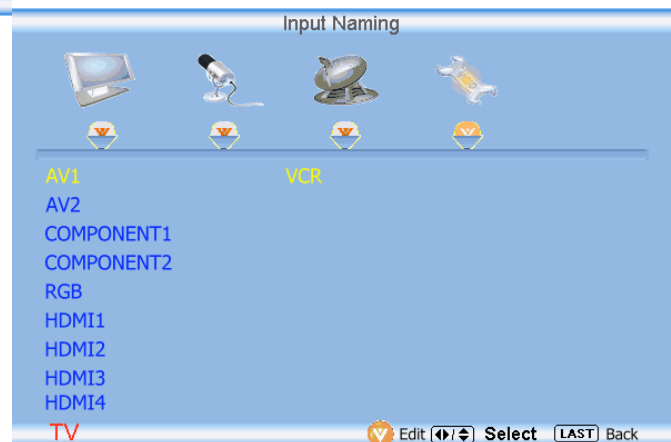 Input Naming
AV1 VCR
AV2
COMPONENT1
COMPONENT2
RGB
HDMI1
HDMI2
HDMI3
HDMI4
TV Edit Select LAST Back